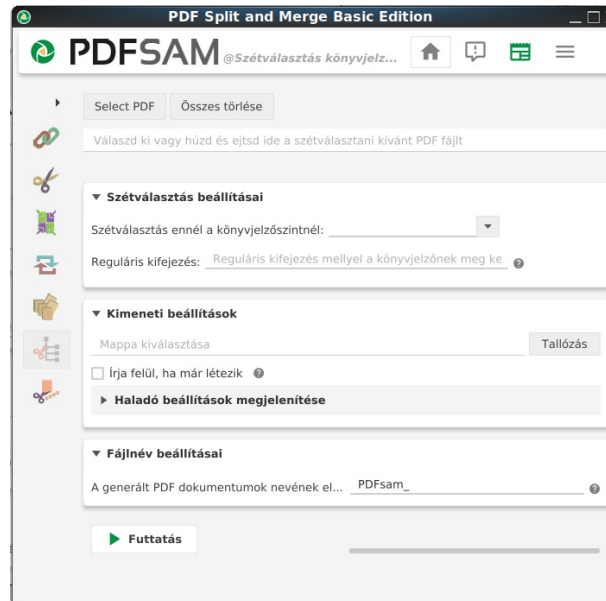 PDF Split and Merge Basic Edition
PDFSAM @Szétválasztás könyvjelz...
Select PDF Összes törlése
Válaszd ki vagy húzd és ejtsd ide a szétválasztani kívánt PDF fájlt
Szétválasztás beállításai
Szétválasztás ennél a könyvjelzőszintnél:
Reguláris kifejezés: Reguláris kifejezés mellyel a könyvjelzőnek meg ke
Kimeneti beállítások
Mappa kiválasztása Tallózás
Írja felül, ha már létezik
Haladó beállítások megjelenítése
Fájlnév beállításai
A generált PDF dokumentumok nevének el... PDFsam_
Futtatás